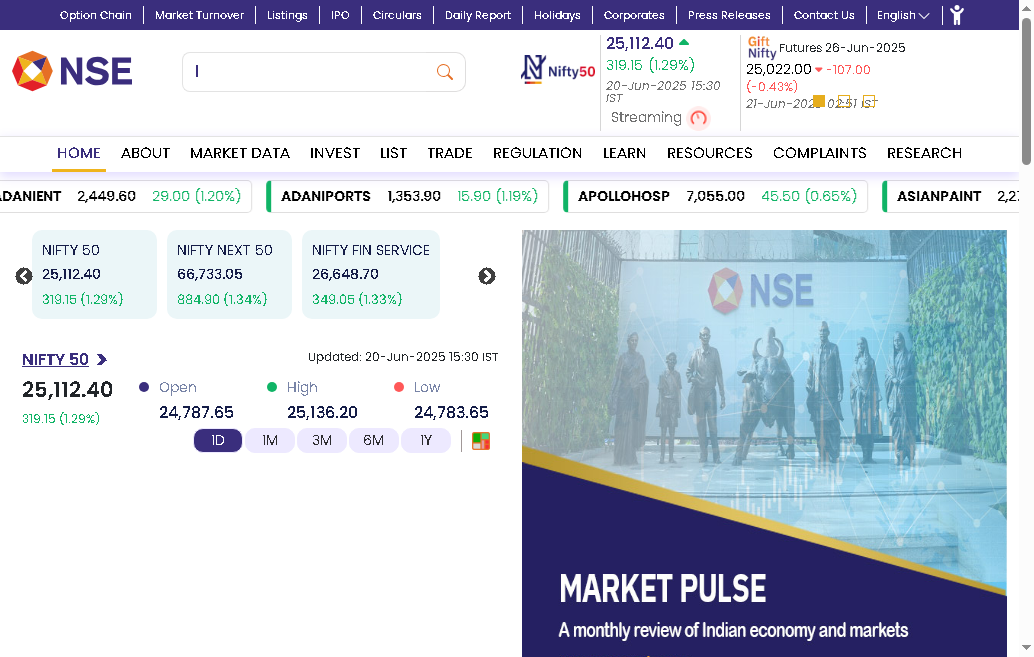 Option Chain Market Turnover Listings IPO Circulars Daily Report Holidays Corporates Press Releases Contact Us English
NSE
Nifty50
25,112.40
319.15 (1.29%)
20-Jun-2025 15:30
IST
Streaming
Gift
Nifty Futures 26-Jun-2025
25,022.00 -107.00
(-0.43%)
21-Jun-2025 02:51 IST
HOME ABOUT MARKET DATA INVEST LIST TRADE REGULATION LEARN RESOURCES COMPLAINTS RESEARCH
DANIENT 2,449.60 29.00 (1.20%) ADANIPORTS 1,353.90 15.90 (1.19%) APOLLOHOSP 7,055.00 45.50 (0.65%) ASIANPAINT 2,27
NIFTY 50
25,112.40
319.15 (1.29%)
NIFTY NEXT 50
66,733.05
884.90 (1.34%)
NIFTY FIN SERVICE
26,648.70
349.05 (1.33%)
NIFTY 50
Updated: 20-Jun-2025 15:30 IST
25,112.40
319.15 (1.29%)
Open High Low
24,787.65 25,136.20 24,783.65
1D 1M 3M 6M 1Y
NSE
MARKET PULSE
A monthly review of Indian economy and markets